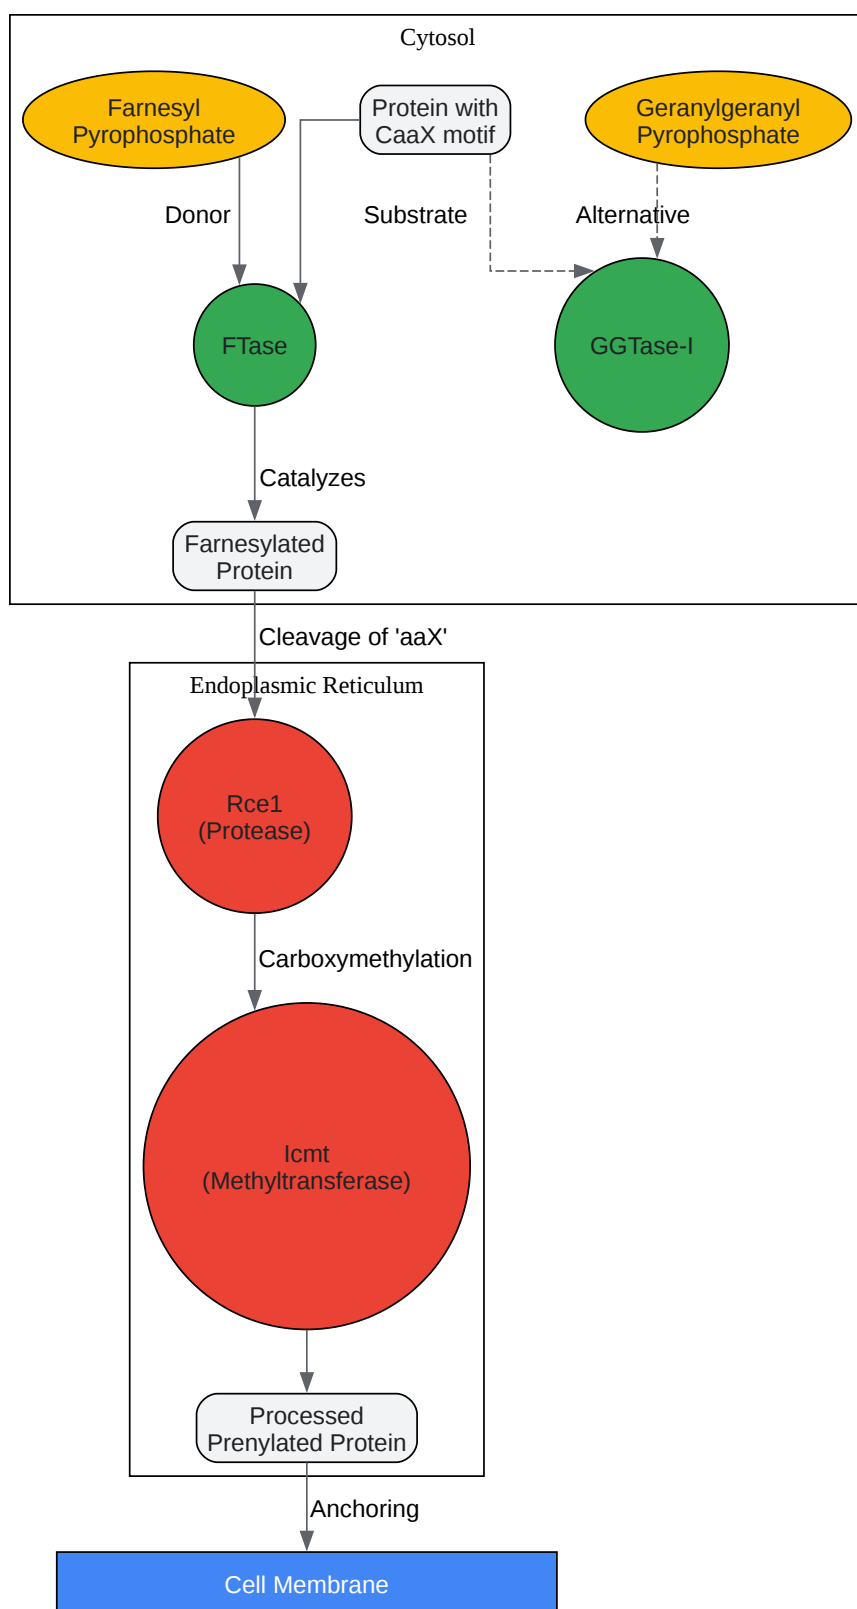 Cytosol
Farnesyl
Pyrophosphate
Protein with
CaaX motif
Geranylgeranyl
Pyrophosphate
Donor
Substrate
Alternative
FTase
GGTase-I
Catalyzes
Farnesylated
Protein
Cleavage of 'aaX'
Endoplasmic Reticulum
Rce1
(Protease)
Carboxymethylation
Icmt
(Methyltransferase)
Processed
Prenylated Protein
Anchoring
Cell Membrane